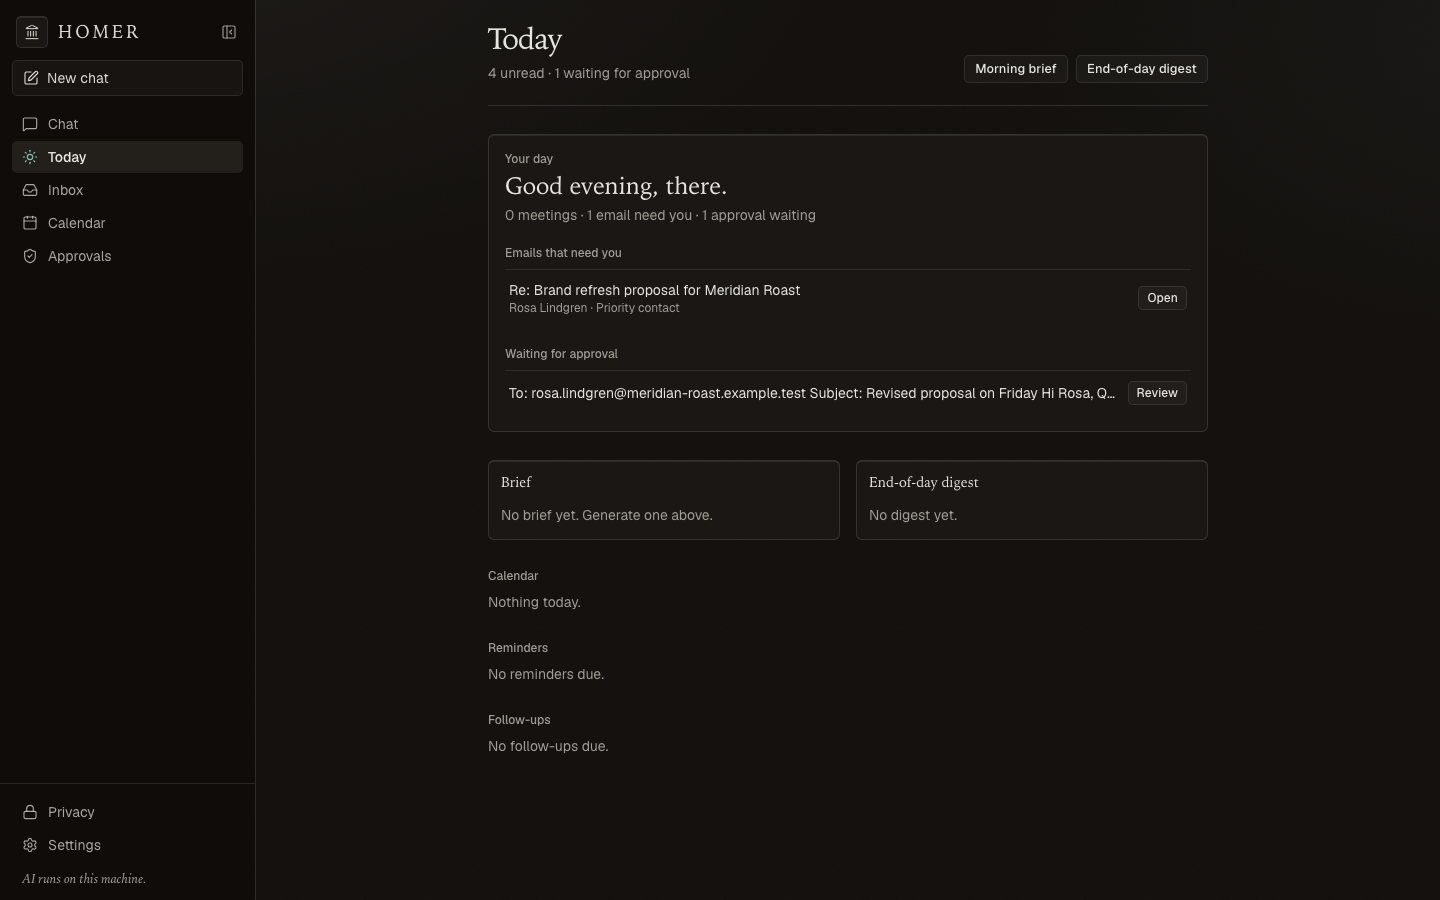 HOMER
New chat
Chat
Today
Inbox
Calendar
Approvals
Privacy
Settings
AI runs on this machine.
Today
4 unread · 1 waiting for approval
Morning brief
End-of-day digest
Your day
Good evening, there.
0 meetings · 1 email need you · 1 approval waiting
Emails that need you
Re: Brand refresh proposal for Meridian Roast
Rosa Lindgren · Priority contact
Open
Waiting for approval
To: rosa.lindgren@meridian-roast.example.test Subject: Revised proposal on Friday Hi Rosa, Q…
Review
Brief
No brief yet. Generate one above.
End-of-day digest
No digest yet.
Calendar
Nothing today.
Reminders
No reminders due.
Follow-ups
No follow-ups due.